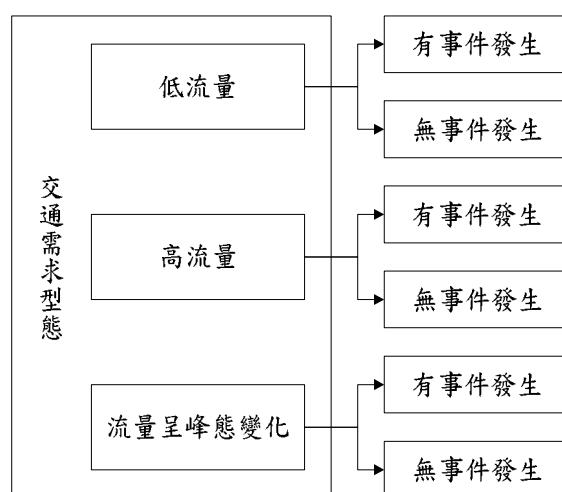 交通需求型態
低流量
有事件發生
無事件發生
高流量
有事件發生
無事件發生
流量呈峰態變化
有事件發生
無事件發生